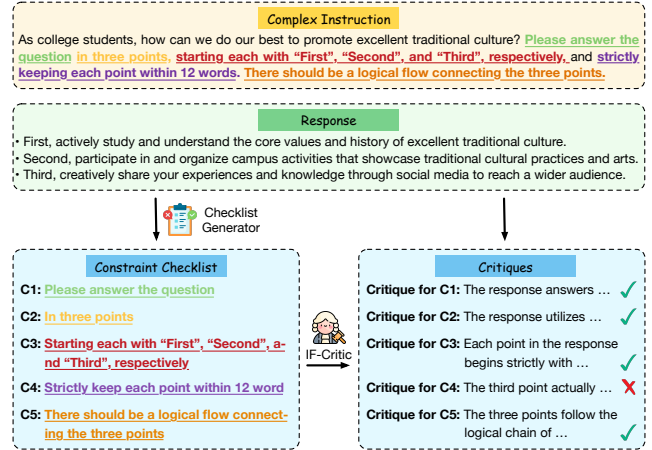 Complex Instruction
As college students, how can we do our best to promote excellent traditional culture? Please answer the
question in three points, starting each with “First”, “Second”, and “Third”, respectively, and strictly
keeping each point within 12 words. There should be a logical flow connecting the three points.
Response
• First, actively study and understand the core values and history of excellent traditional culture.
• Second, participate in and organize campus activities that showcase traditional cultural practices and arts.
• Third, creatively share your experiences and knowledge through social media to reach a wider audience.
Checklist
Generator
Constraint Checklist
C1: Please answer the question
C2: In three points
C3: Starting each with “First”, “Second”, a-
nd “Third”, respectively
C4: Strictly keep each point within 12 word
C5: There should be a logical flow connect-
ing the three points
IF-Critic
Critiques
Critique for C1: The response answers ...
Critique for C2: The response utilizes ...
Critique for C3: Each point in the response
begins strictly with ...
Critique for C4: The third point actually ...
Critique for C5: The three points follow the
logical chain of ...